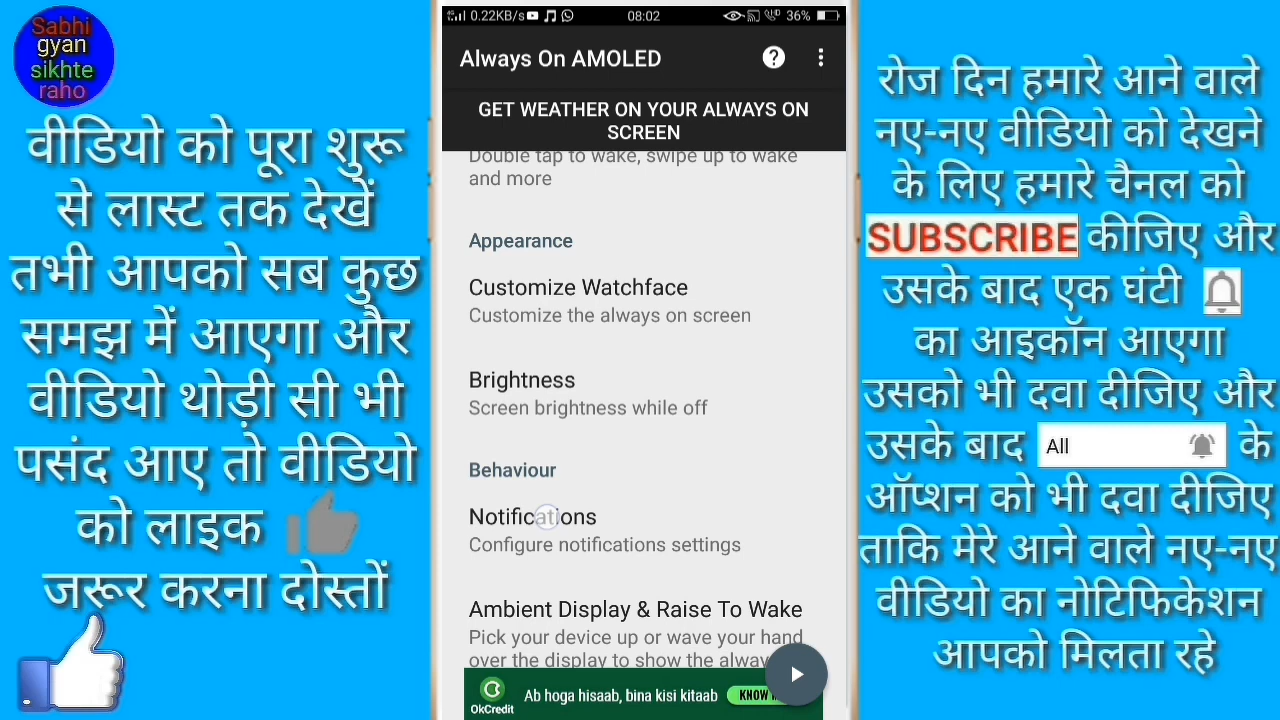 Sabhi
gyan
sikhte
raho
वीडियो को पूरा शुरू
से लास्ट तक देखें
तभी आपको सब कुछ
समझ में आएगा और
वीडियो थोड़ी सी भी
पसंद आए तो वीडियो
को लाइक
जरूर करना दोस्तों
0.22KB/s
08:02
36%
Always On AMOLED
GET WEATHER ON YOUR ALWAYS ON
SCREEN
Double tap to wake, swipe up to wake
and more
Appearance
Customize Watchface
Customize the always on screen
Brightness
Screen brightness while off
Behaviour
Notifications
Configure notifications settings
Ambient Display & Raise To Wake
Pick your device up or wave your hand
over the display to show the alway
OkCredit
Ab hoga hisaab, bina kisi kitaab
KNOW
रोज दिन हमारे आने वाले
नए-नए वीडियो को देखने
के लिए हमारे चैनल को
SUBSCRIBE कीजिए और
उसके बाद एक घंटी
का आइकॉन आएगा
उसको भी दवा दीजिए और
उसके बाद All के
ऑप्शन को भी दवा दीजिए
ताकि मेरे आने वाले नए-नए
वीडियो का नोटिफिकेशन
आपको मिलता रहे